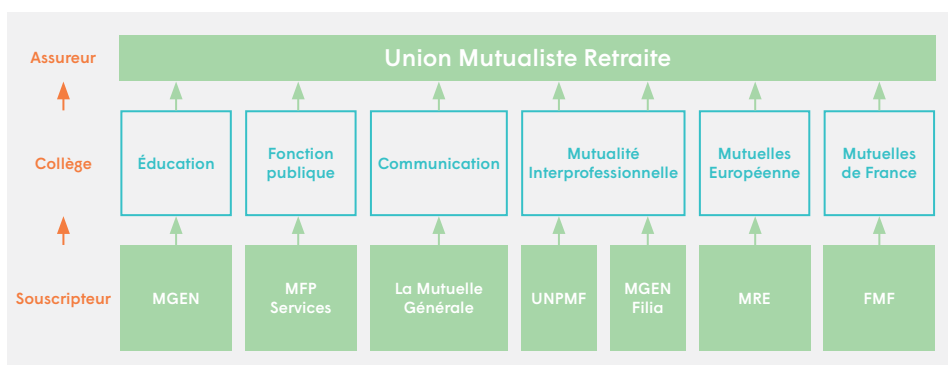 Assureur
Union Mutualiste Retraite
Collège
Éducation
Fonction
publique
Communication
Mutualité
Interprofessionnelle
Mutuelles
Européenne
Mutuelles
de France
Souscripteur
MGEN
MFP
Services
La Mutuelle
Générale
UNPMF
MGEN
Filia
MRE
FMF